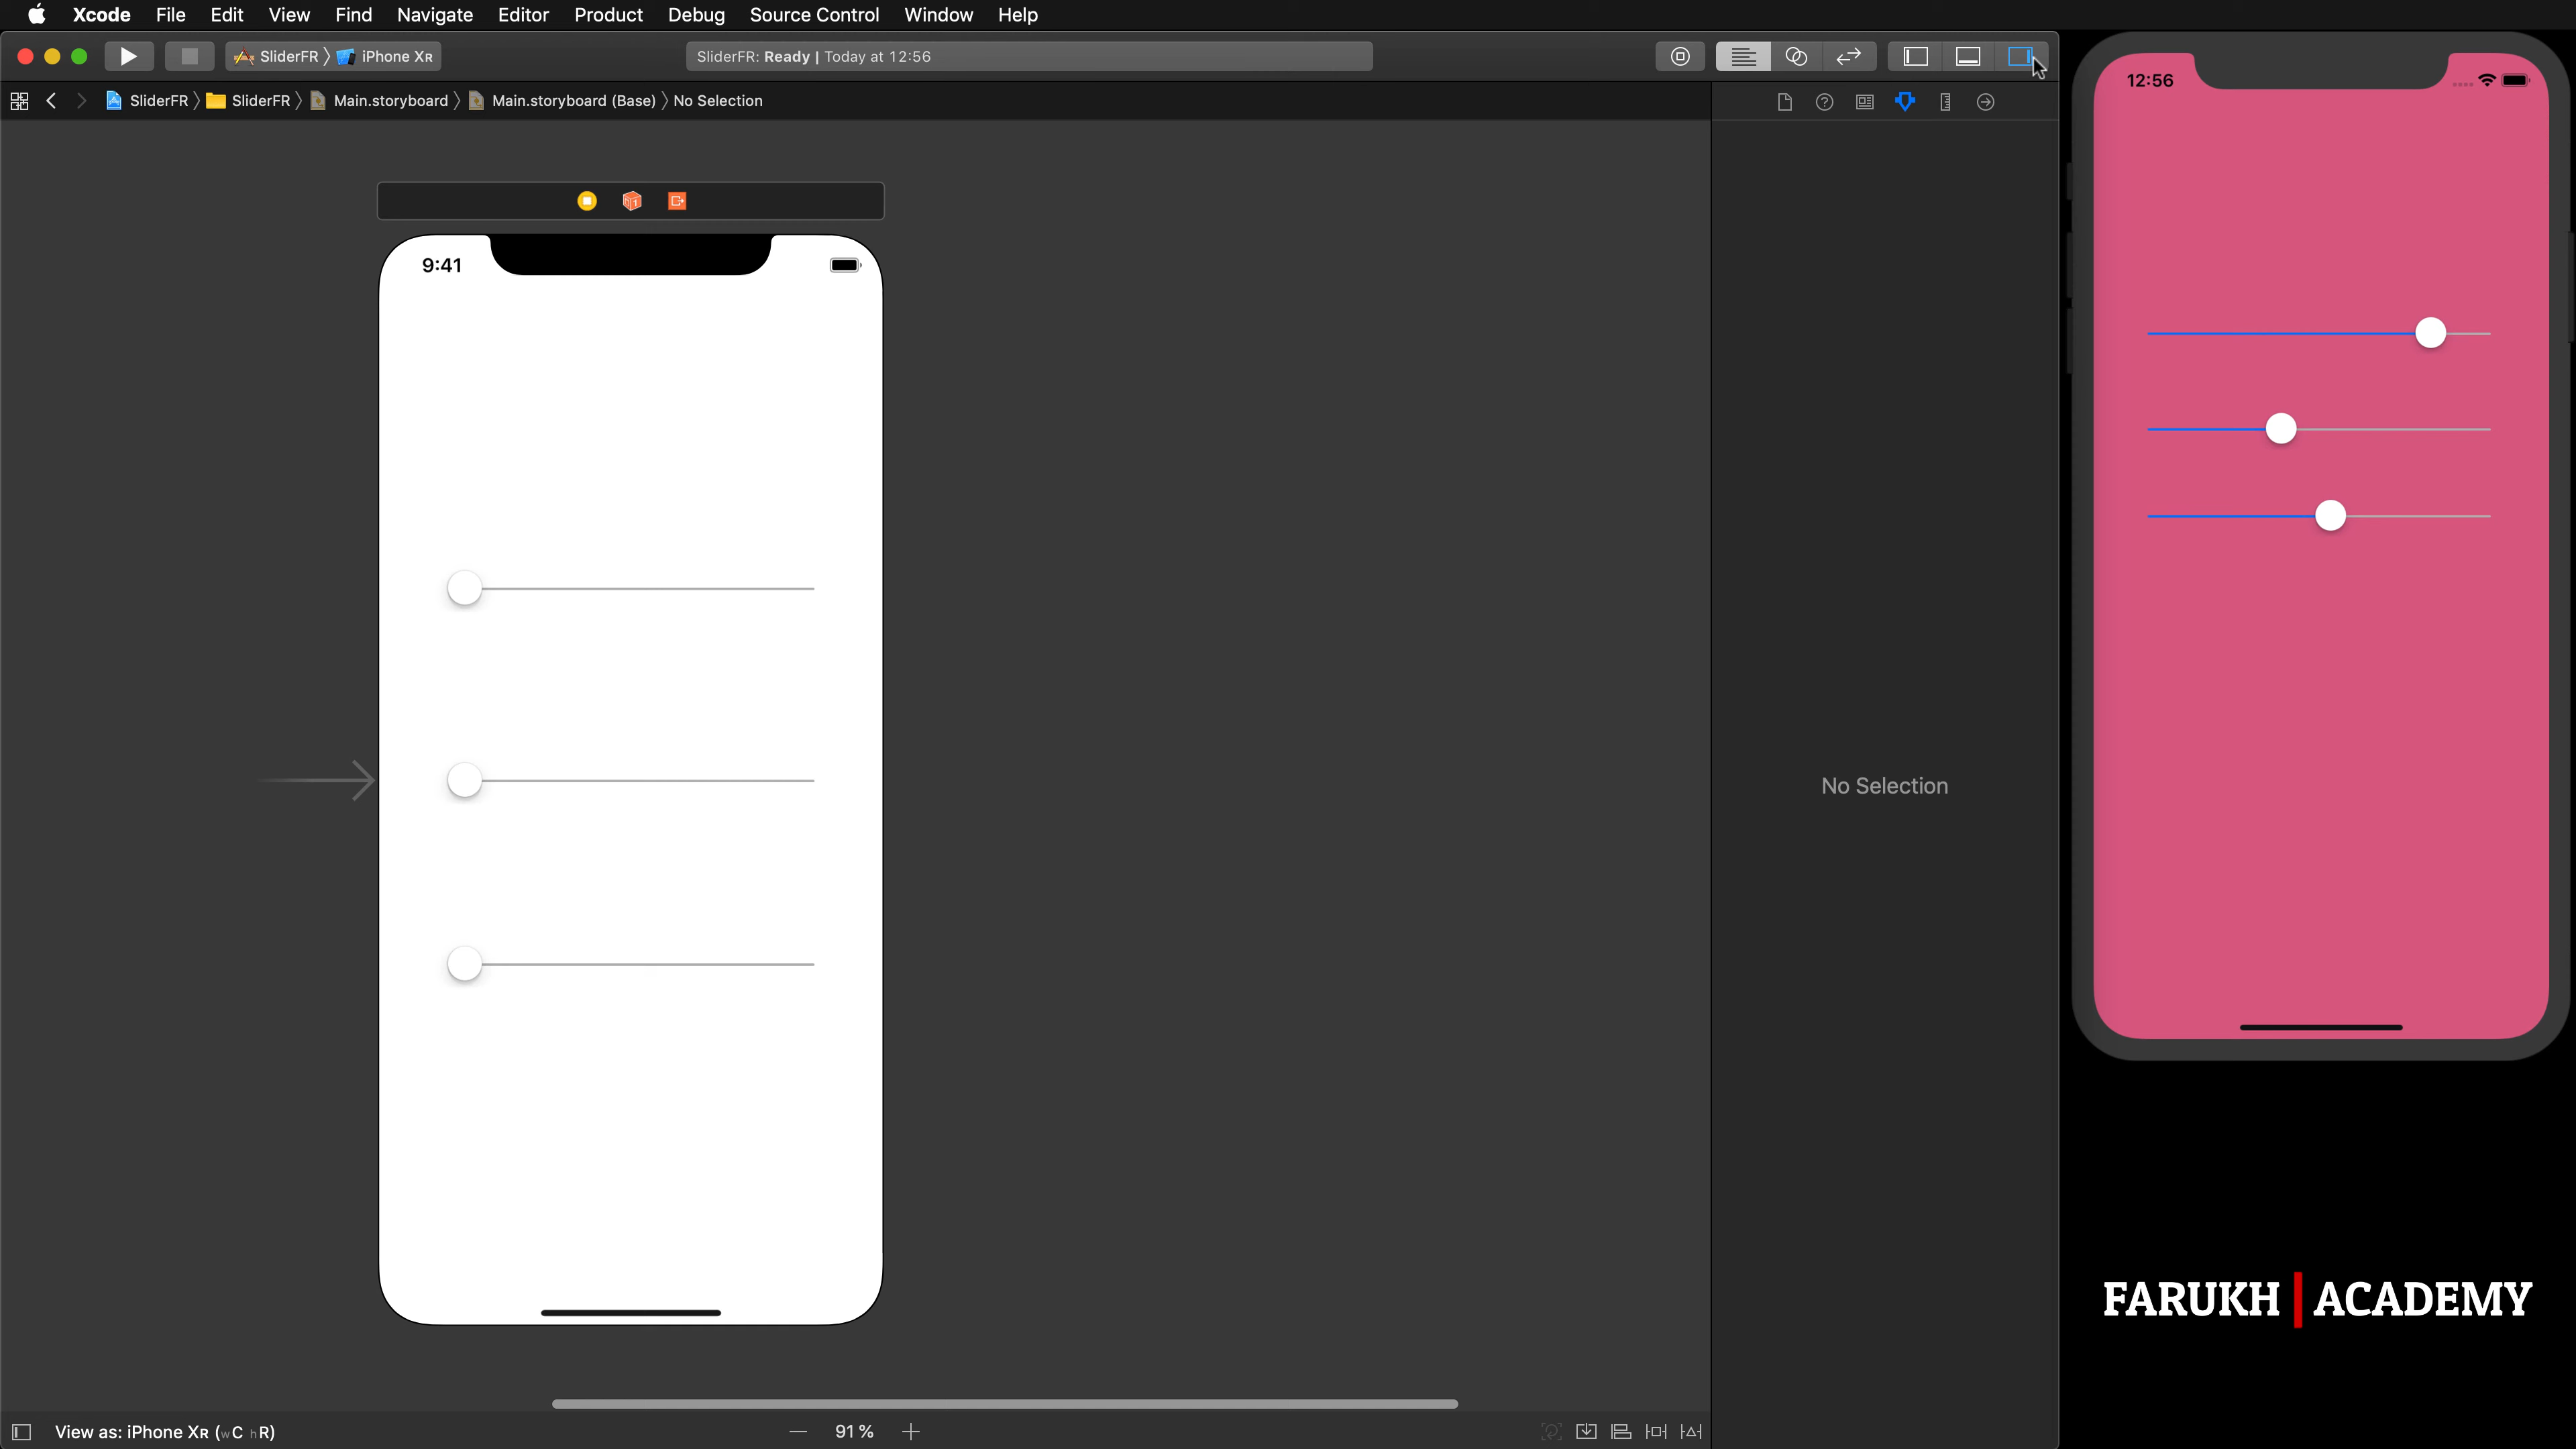 Xcode File Edit View Find Navigate Editor Product Debug Source Control Window Help
SliderFR iPhone XR
SliderFR: Ready | Today at 12:56
SliderFR SliderFR Main.storyboard Main.storyboard (Base) No Selection
9:41
No Selection
View as: iPhone XR (wC hR)
91%
12:56
FARUKH | ACADEMY